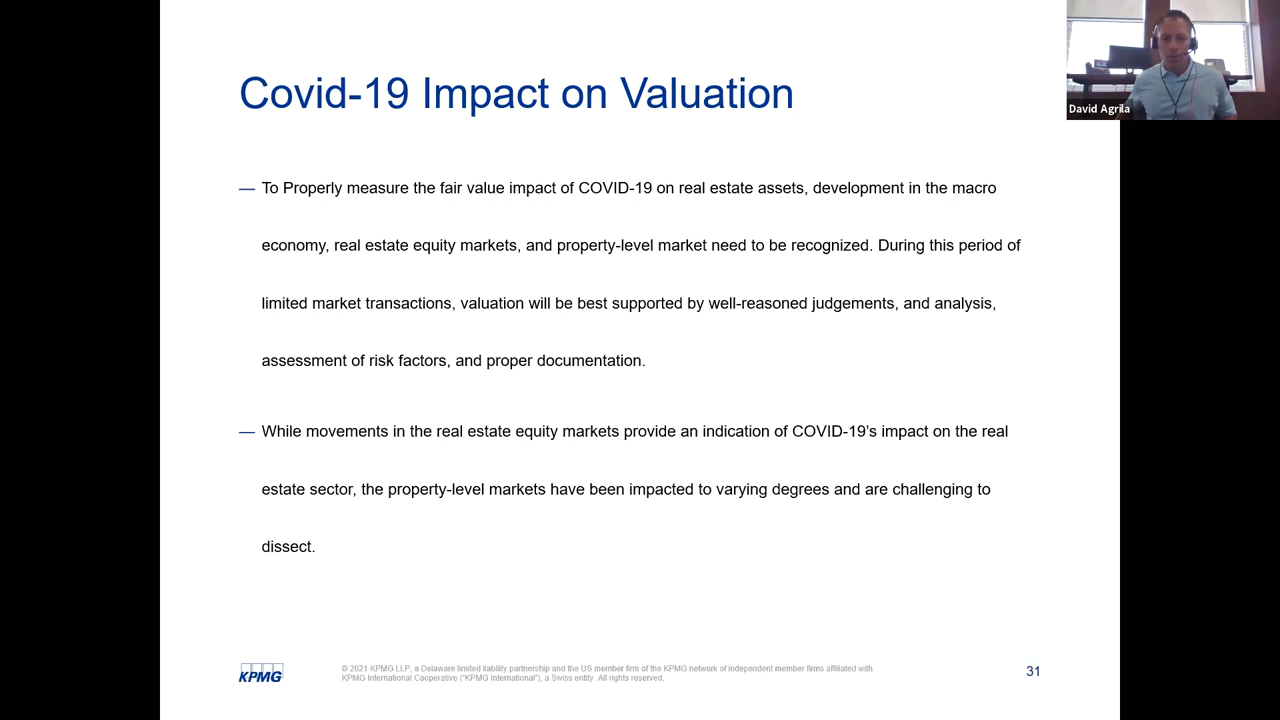 Covid-19 Impact on Valuation
David Agrila
— To Properly measure the fair value impact of COVID-19 on real estate assets, development in the macro
economy, real estate equity markets, and property-level market need to be recognized. During this period of
limited market transactions, valuation will be best supported by well-reasoned judgements, and analysis,
assessment of risk factors, and proper documentation.
— While movements in the real estate equity markets provide an indication of COVID-19's impact on the real
estate sector, the property-level markets have been impacted to varying degrees and are challenging to
dissect.
KPMG
© 2021 KPMG LLP, a Delaware limited liability partnership and the US member firm of the KPMG network of independent member firms affiliated with
KPMG International Cooperative ("KPMG International"), a Swiss entity. All rights reserved.
31